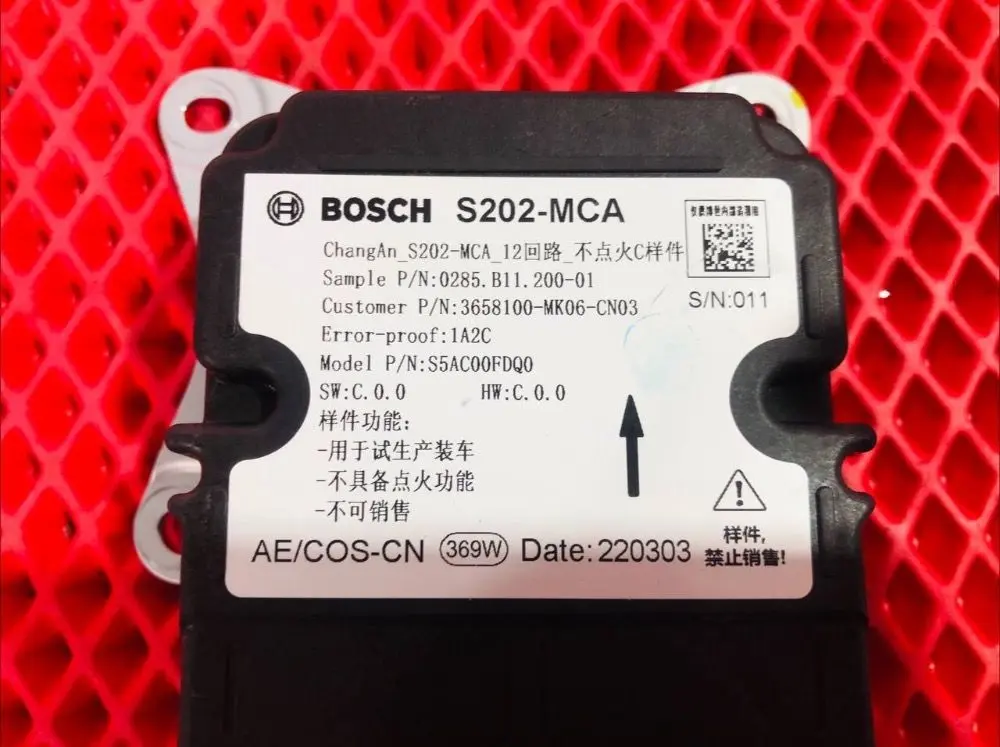 BOSCH S202-MCA
ChangAn_S202-MCA_12回路_不点火C样件
Sample P/N:0285.B11.200-01
Customer P/N:3658100-MK06-CN03
S/N:011
Error-proof:1A2C
Model P/N:S5AC00FDQ0
SW:C.0.0 HW:C.0.0
样件功能:
-用于试生产装车
-不具备点火功能
-不可销售
AE/COS-CN 369W Date: 220303
样件,
禁止销售!